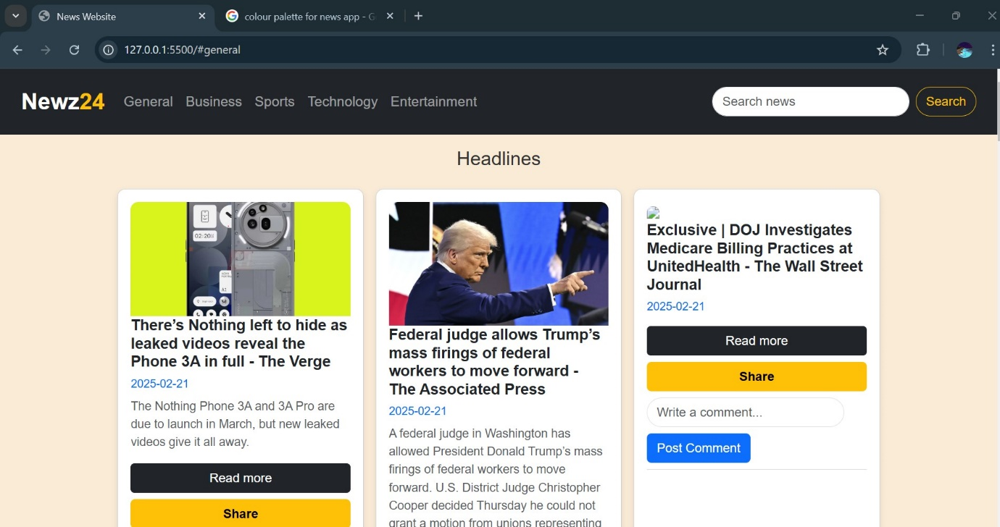 News Website
colour palette for news app - G
127.0.0.1:5500/#general
Newz24
General
Business
Sports
Technology
Entertainment
Search news
Search
Headlines
02:20
There’s Nothing left to hide as
leaked videos reveal the
Phone 3A in full - The Verge
2025-02-21
The Nothing Phone 3A and 3A Pro are
due to launch in March, but new leaked
videos give it all away.
Read more
Share
Federal judge allows Trump’s
mass firings of federal
workers to move forward -
The Associated Press
2025-02-21
A federal judge in Washington has
allowed President Donald Trump’s mass
firings of federal workers to move
forward. U.S. District Judge Christopher
Cooper decided Thursday he could not
grant a motion from unions representing
Exclusive | DOJ Investigates
Medicare Billing Practices at
UnitedHealth - The Wall Street
Journal
2025-02-21
Read more
Share
Write a comment...
Post Comment